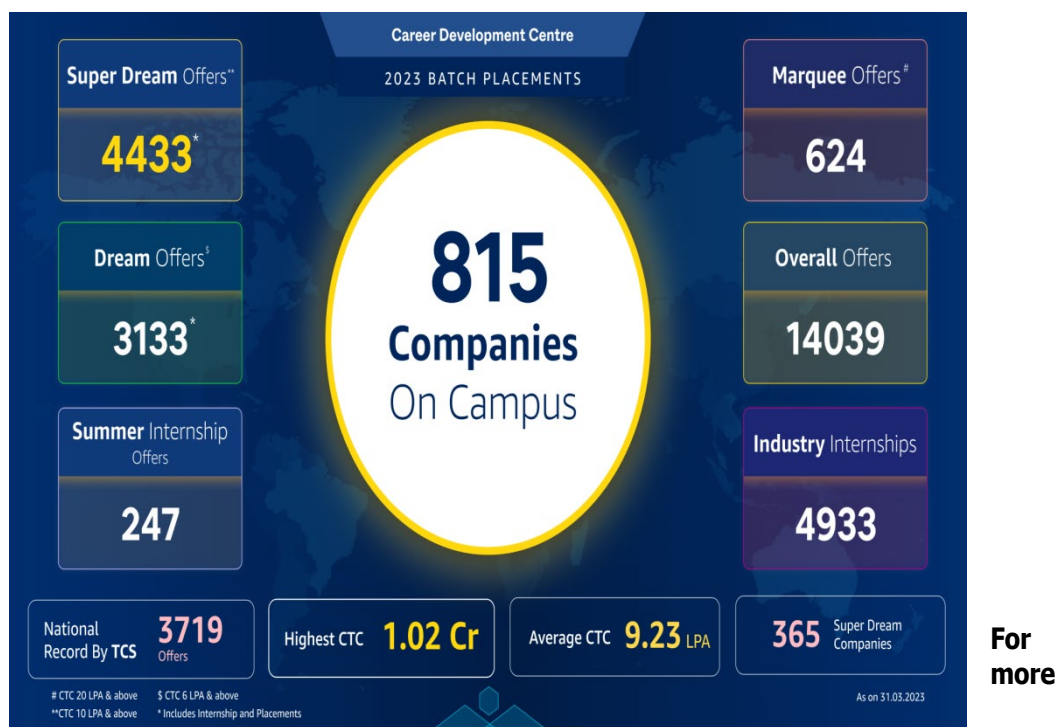 Career Development Centre
2023 BATCH PLACEMENTS
Super Dream Offers**
4433*
Dream Offers$
3133*
Summer Internship
Offers
247
815
Companies
On Campus
Marquee Offers#
624
Overall Offers
14039
Industry Internships
4933
National
Record By TCS
3719
Offers
Highest CTC 1.02 Cr
Average CTC 9.23 LPA
365 Super Dream
Companies
# CTC 20 LPA & above $ CTC 6 LPA & above
**CTC 10 LPA & above * Includes Internship and Placements
As on 31.03.2023
For
more